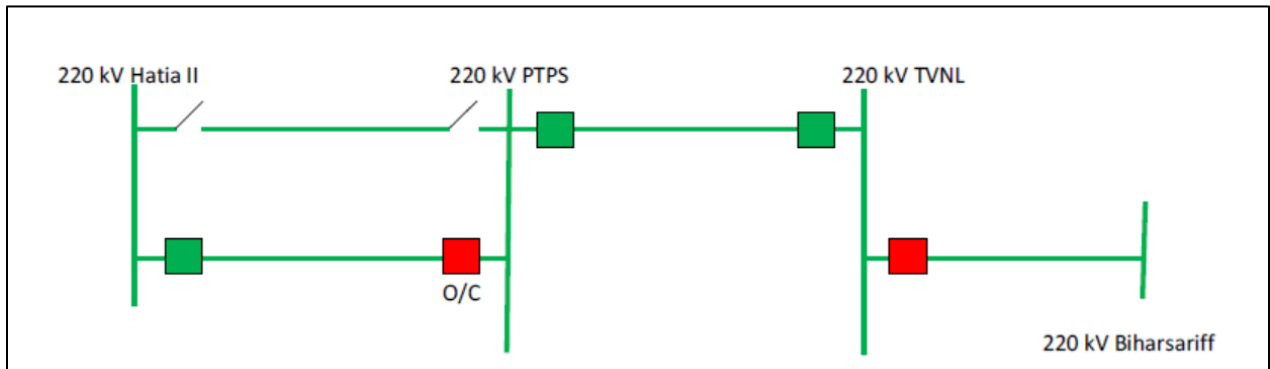 220 kV Hatia II
220 kV PTPS
220 kV TVNL
O/C
220 kV Biharsariff